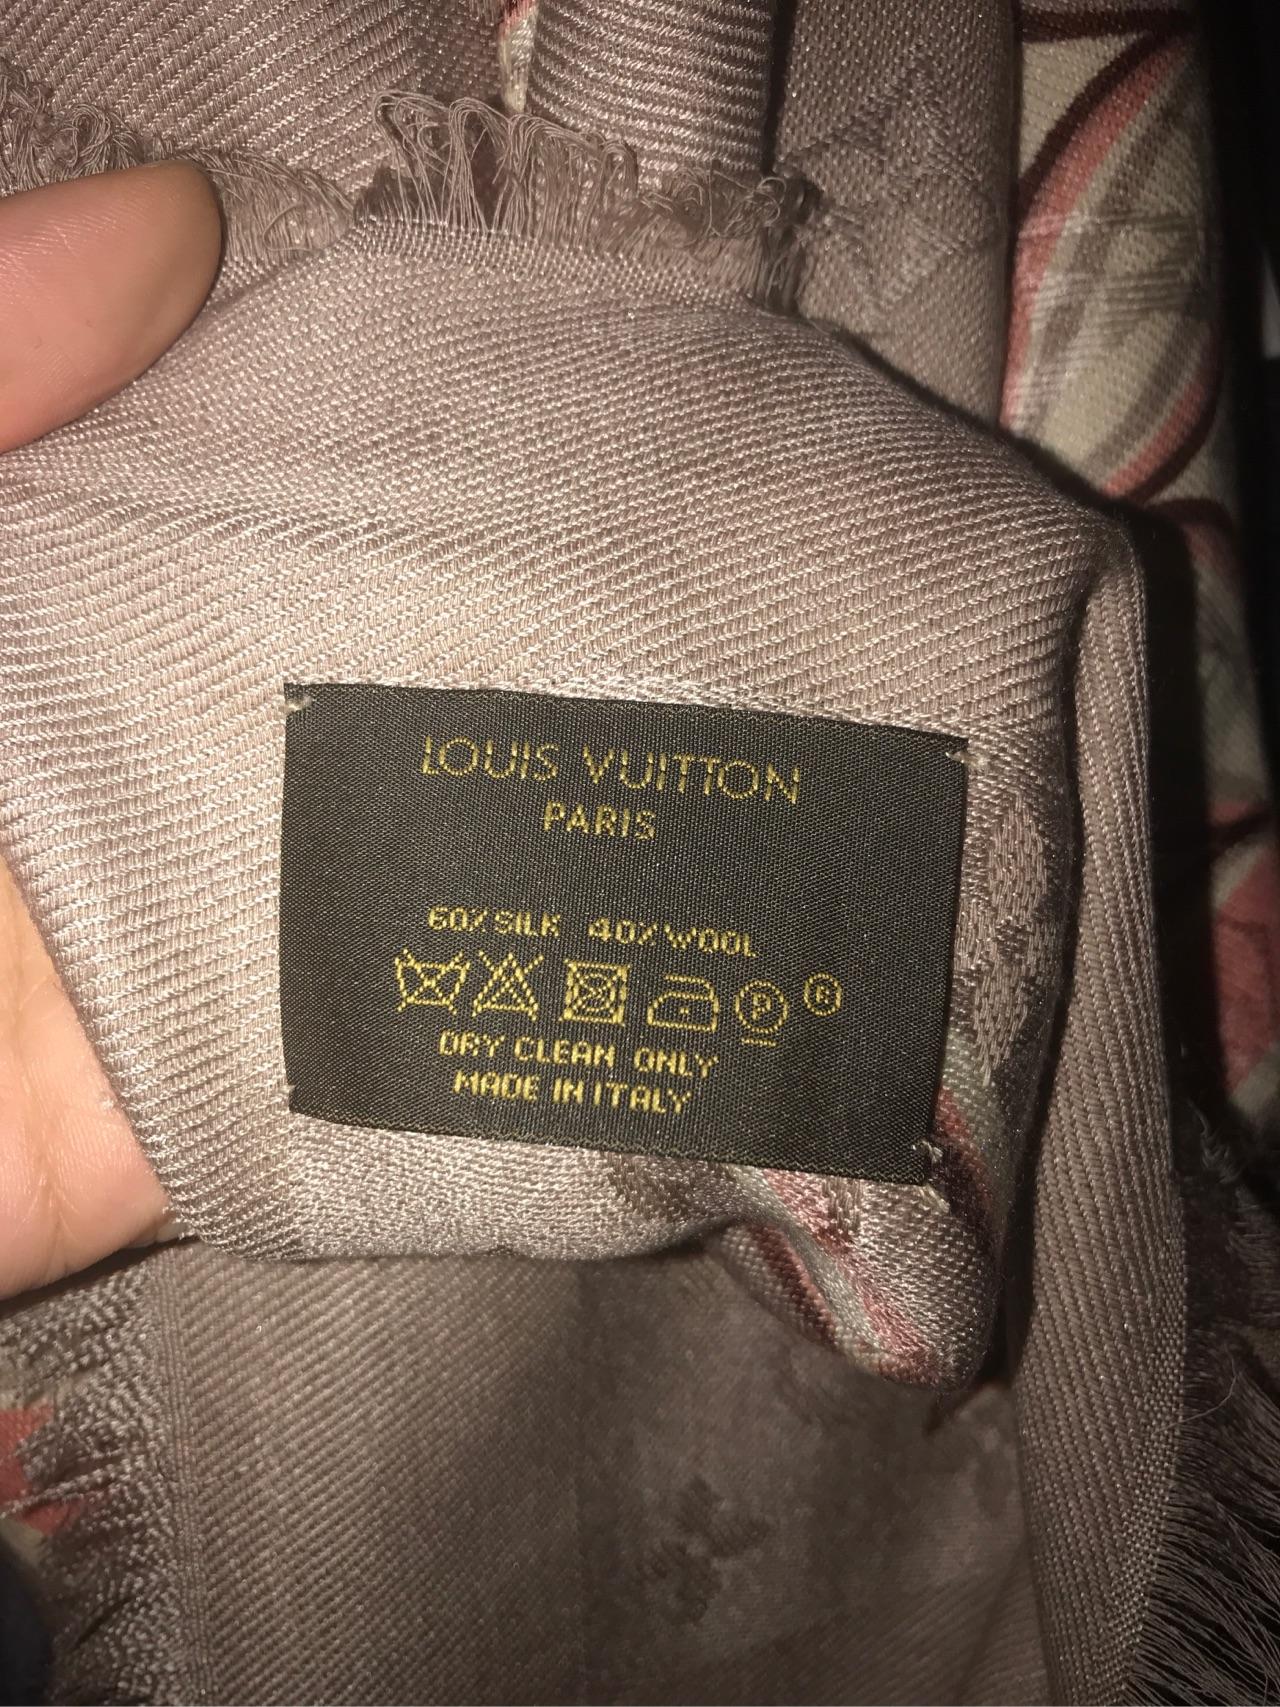 LOUIS VUITTON
PARIS
60% SILK 40% WOOL
P ©
DRY CLEAN ONLY
MADE IN ITALY